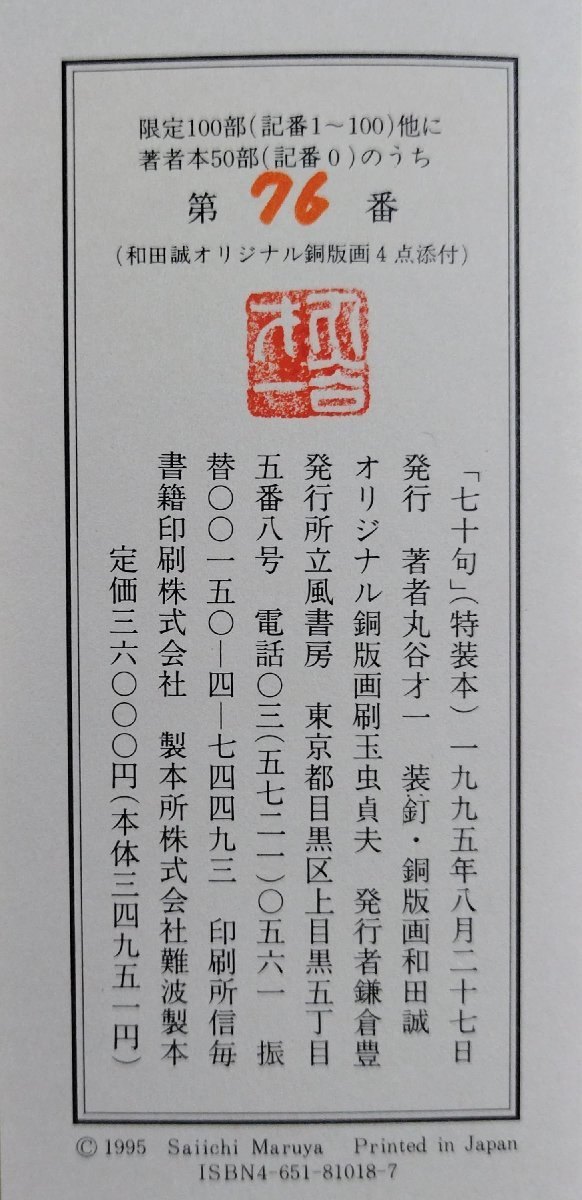 限定100部(記番1〜100)他に
著者本50部(記番0)のうち
第 76 番
(和田誠オリジナル銅版画4点添付)
「七十句」(特装本) 一九九五年八月二十七日
発行 著者丸谷才一 装釘・銅版画和田誠
オリジナル銅版画刷玉虫貞夫 発行者鎌倉豊
発行所立風書房 東京都目黒区上目黒五丁目
五番八号 電話〇三(五七二一)〇五六一 振
替〇〇一五〇―四―七四四九三 印刷所信毎
書籍印刷株式会社 製本所株式会社難波製本
定価三六〇〇〇円(本体三四九五一円)
© 1995 Saiichi Maruya Printed in Japan
ISBN4-651-81018-7